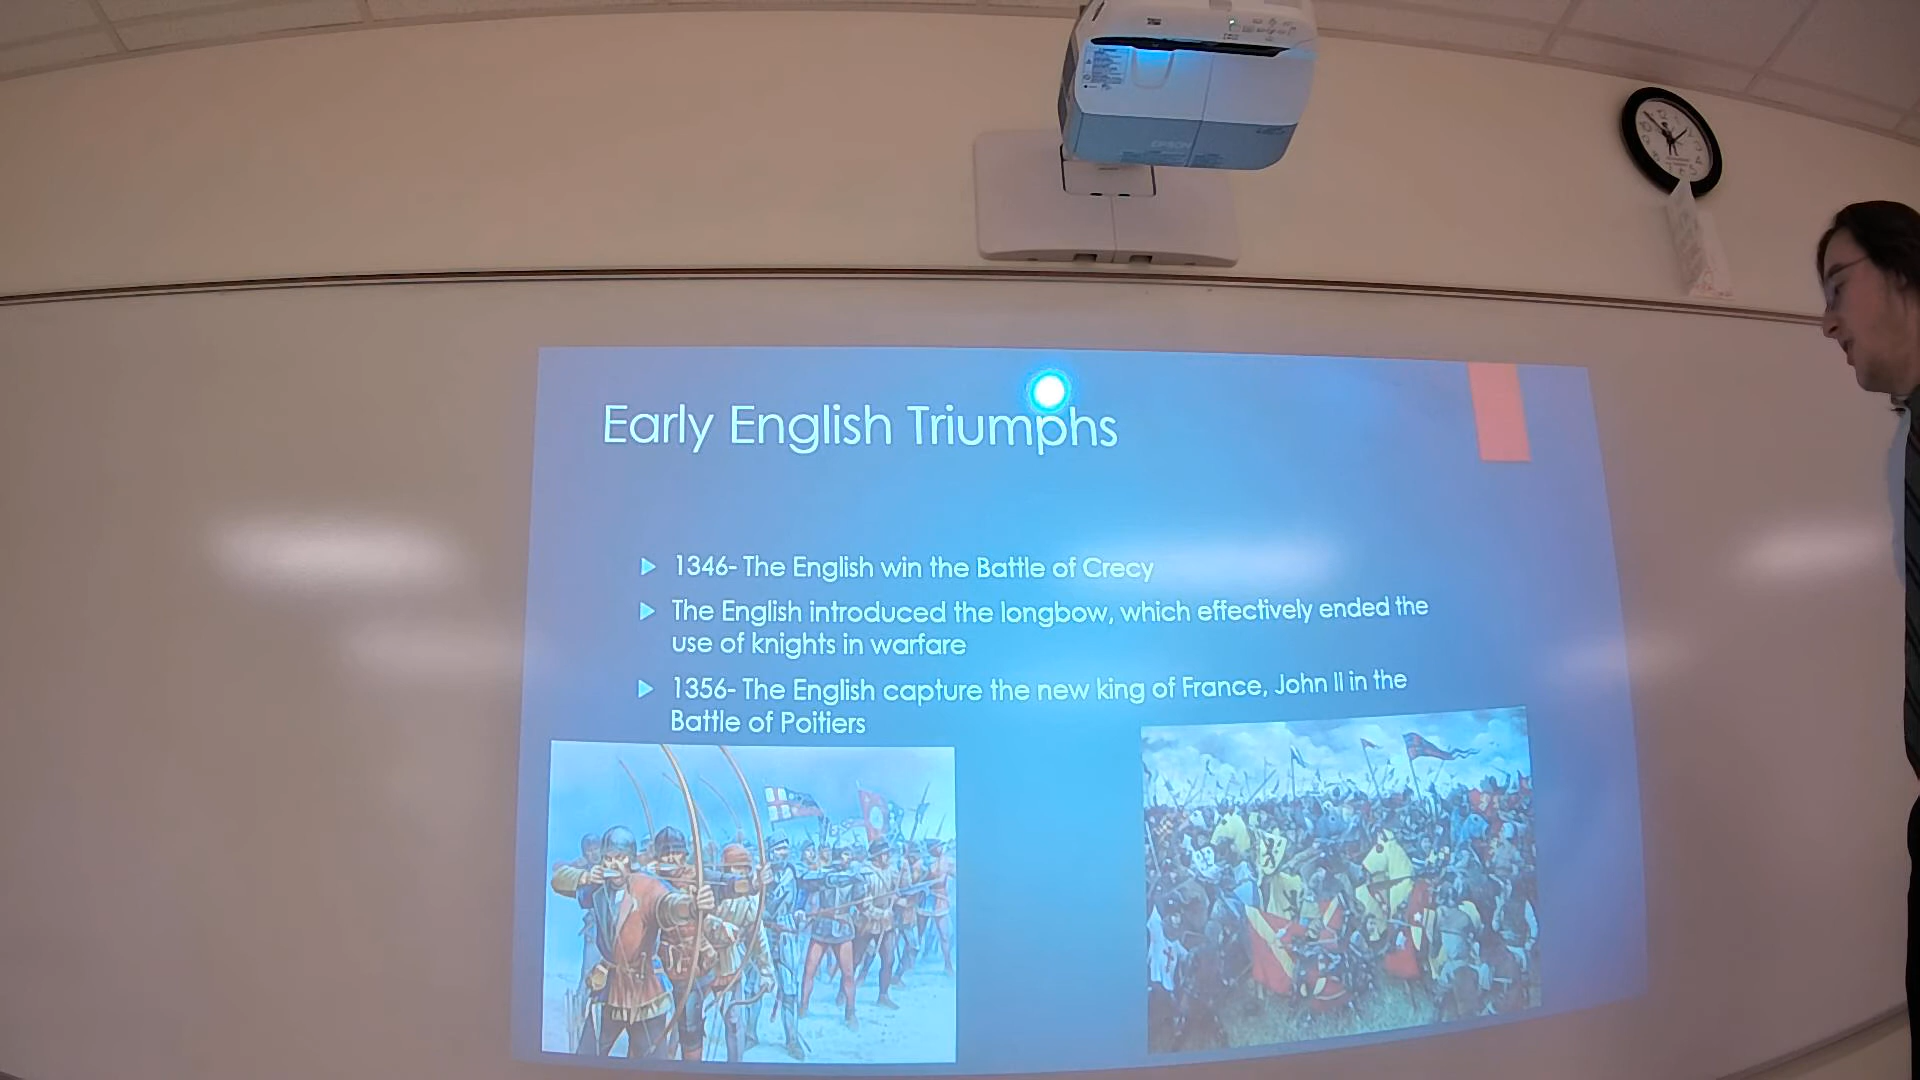 EPSON
Early English Triumphs
1346- The English win the Battle of Crecy
The English introduced the longbow, which effectively ended the
use of knights in warfare
1356- The English capture the new king of France, John II in the
Battle of Poitiers